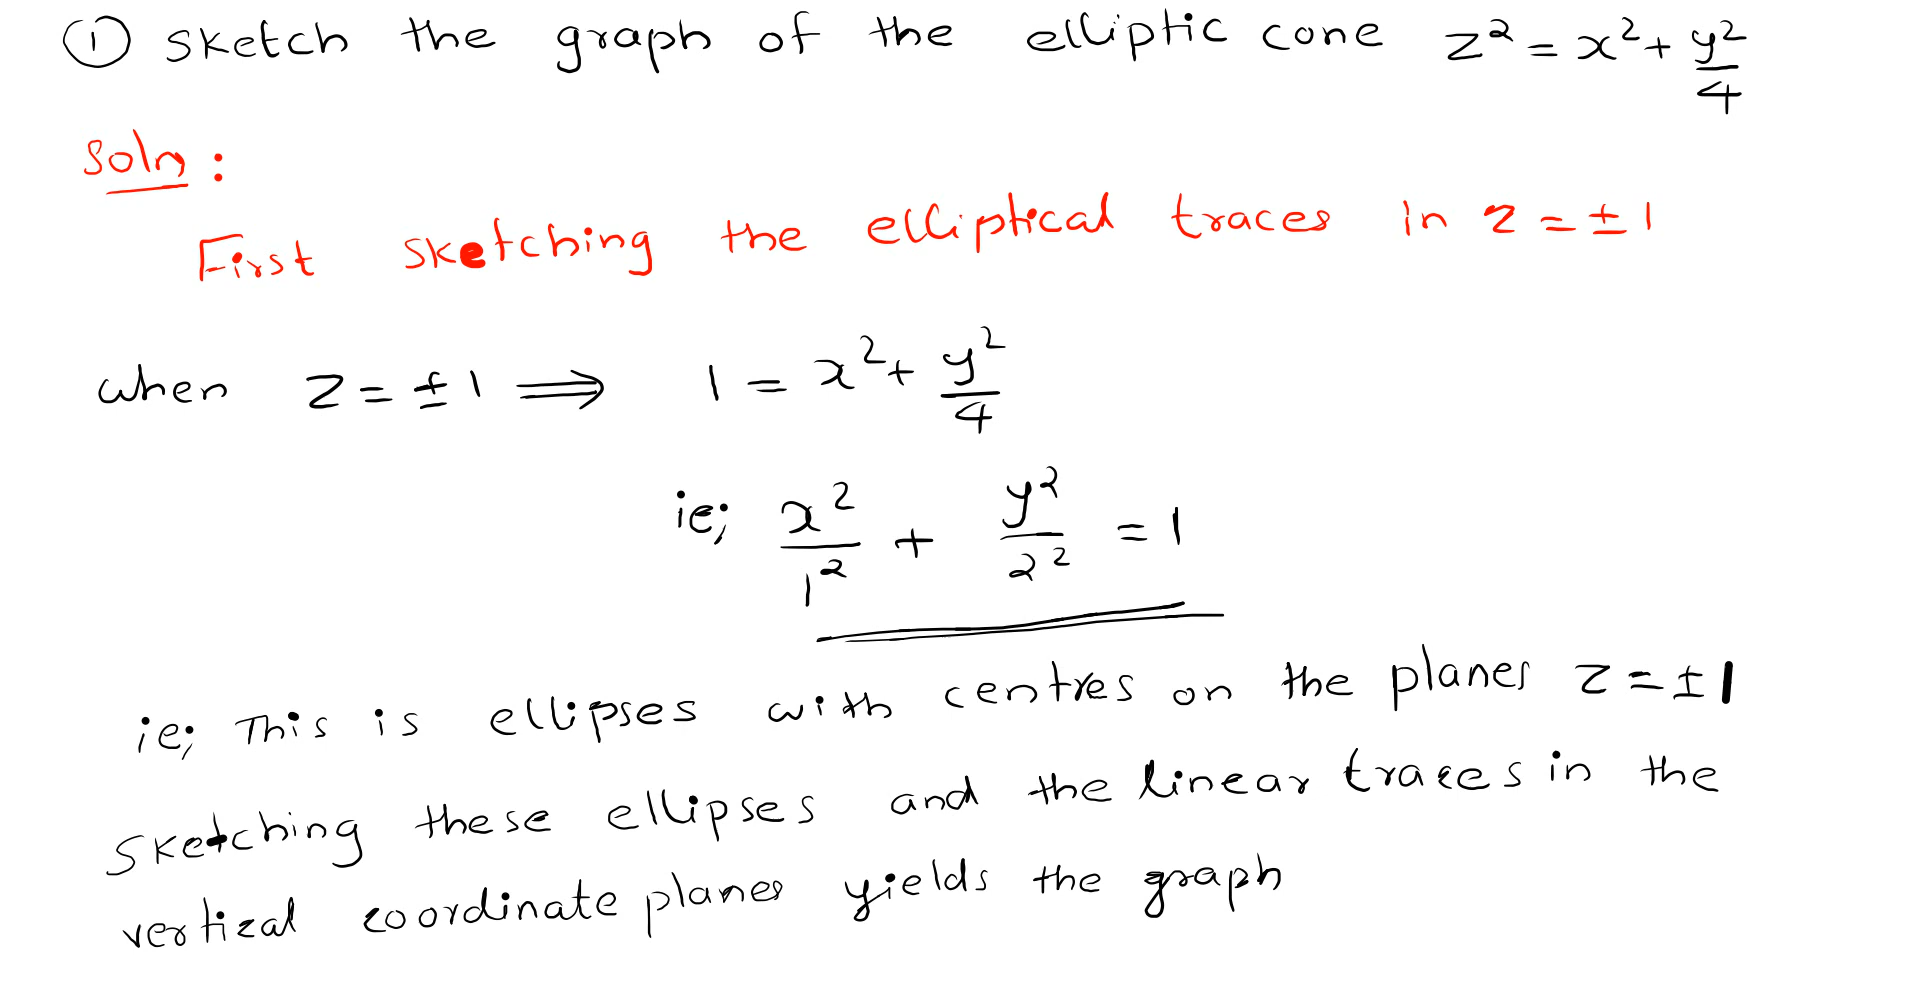 ① sketch the graph of the elliptic cone z² = x² + y²/4
Soln :
First sketching the elliptical traces in z = ±1
when z = ±1 ⟹ 1 = x² + y²/4
ie; x²/1² + y²/2² = 1
ie; This is ellipses with centres on the planes z = ±1
sketching these ellipses and the linear traces in the
vertical coordinate planes yields the graph